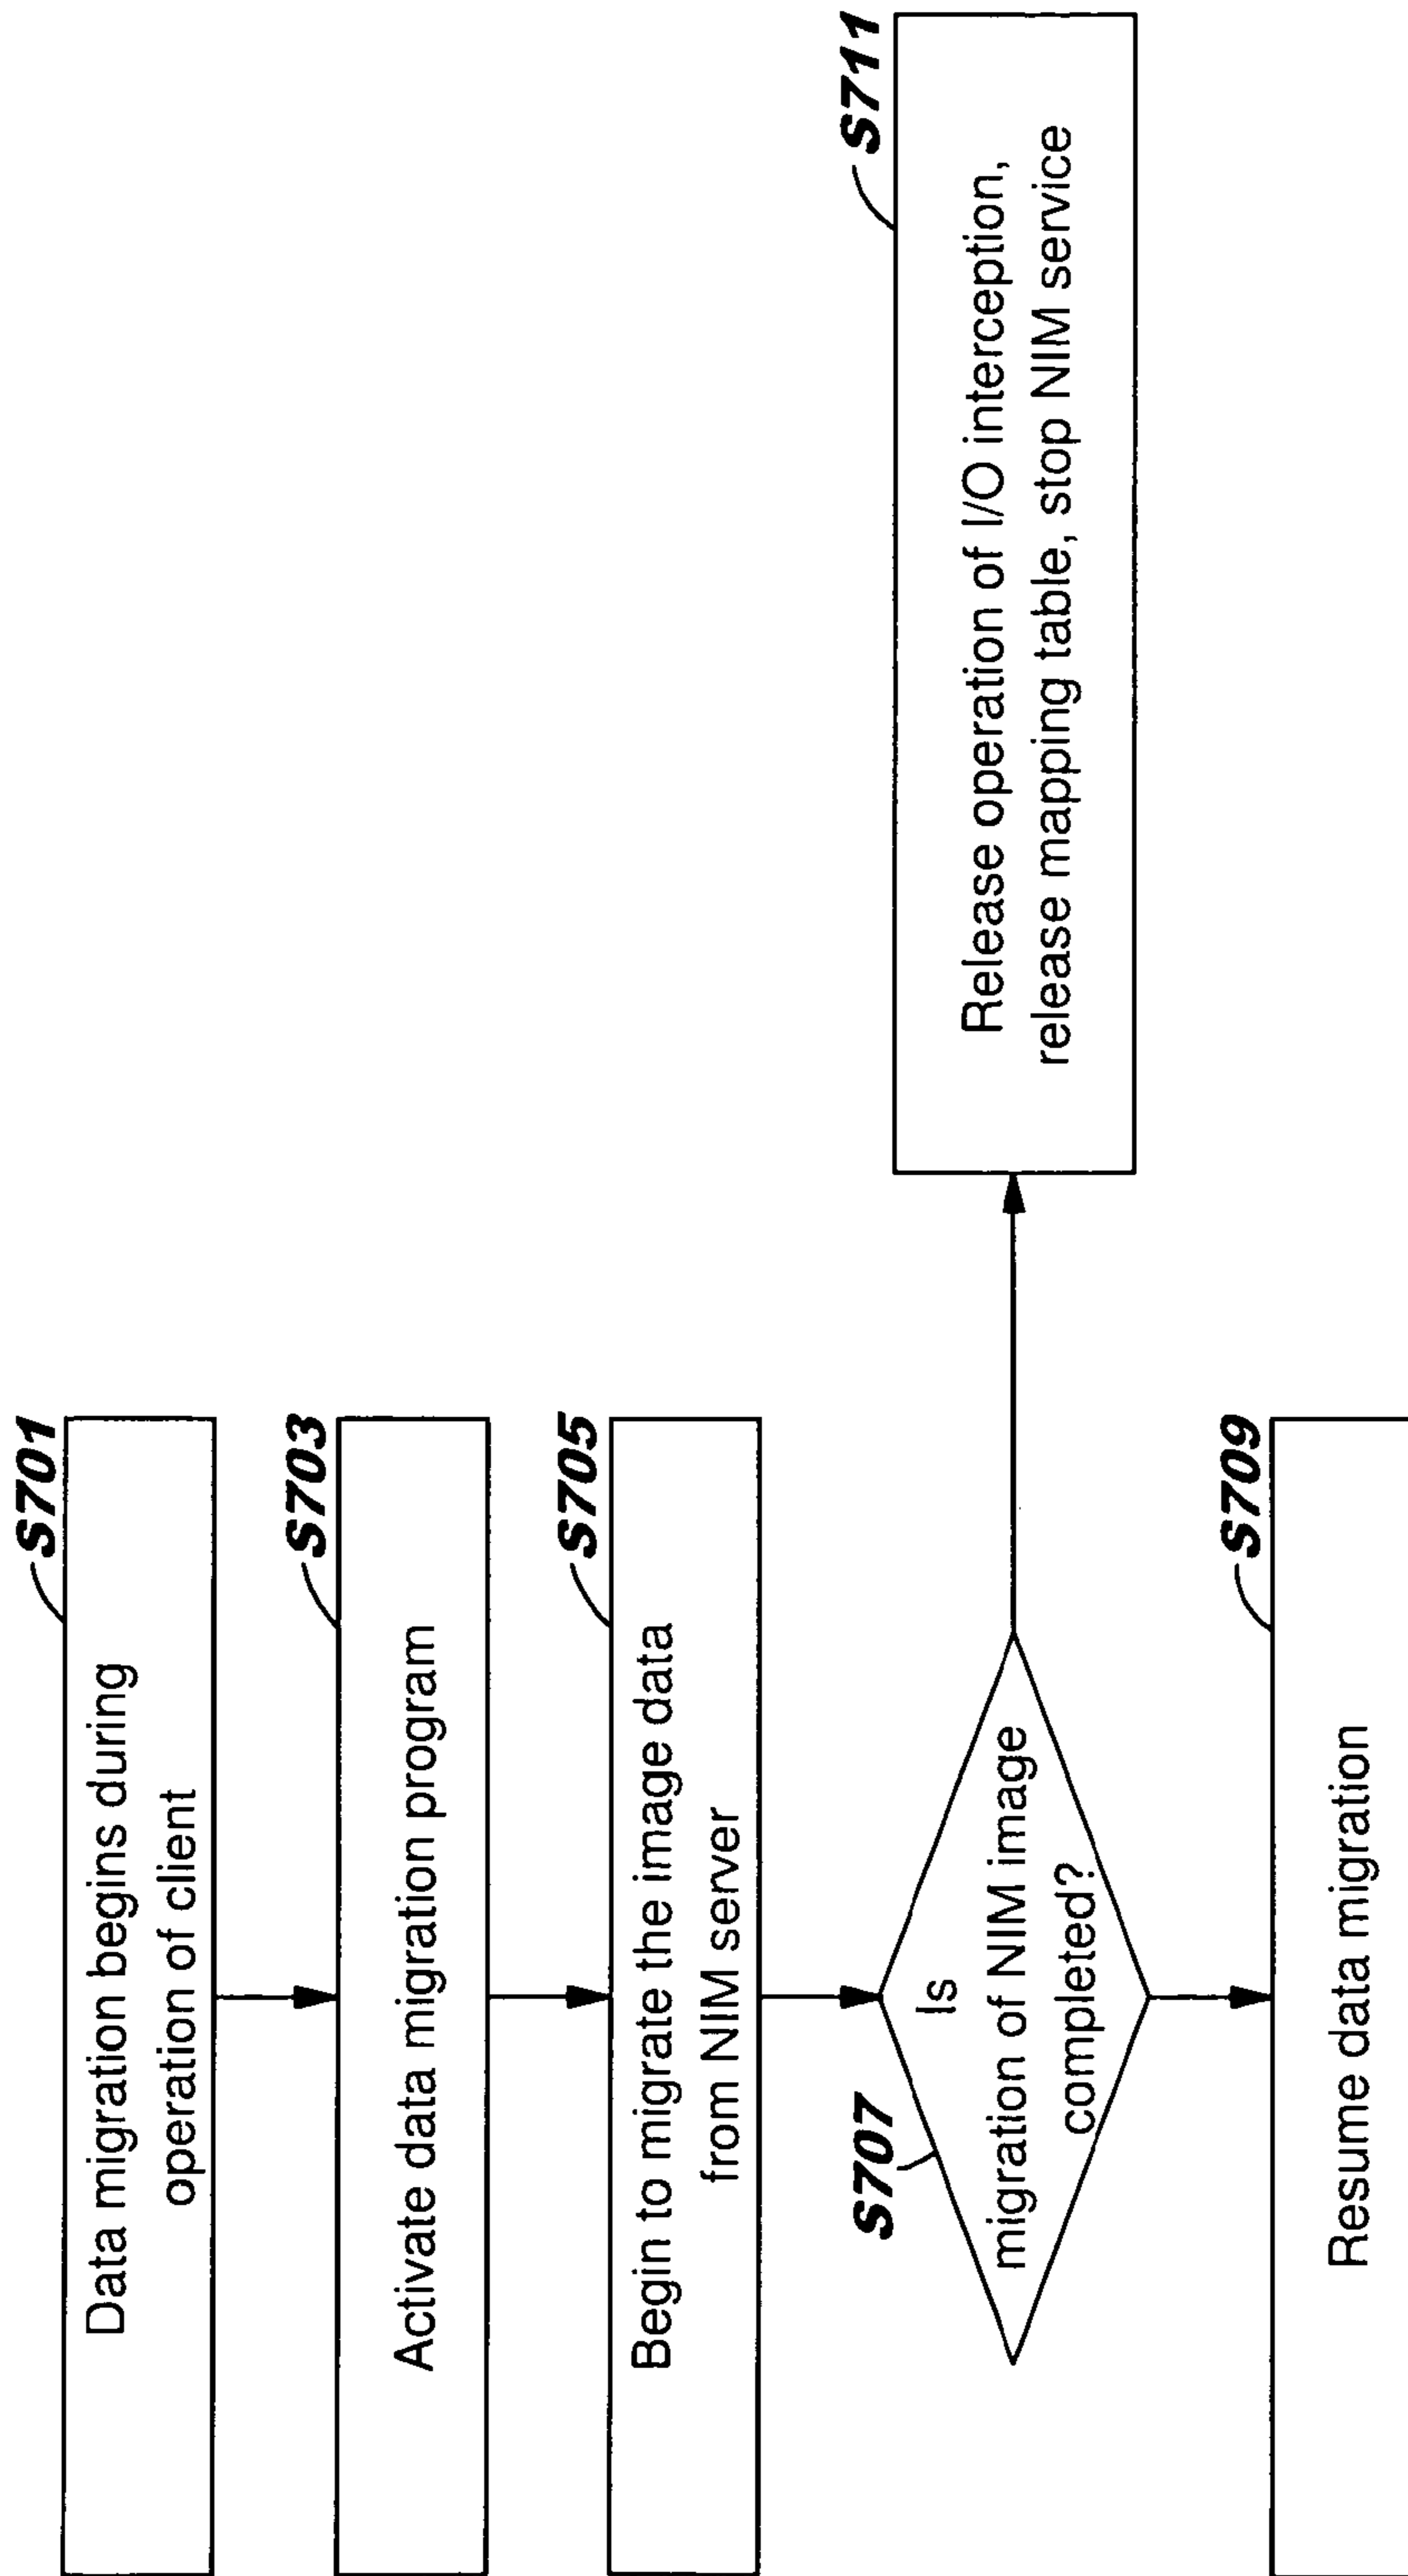 S701
Data migration begins during
operation of client
S703
Activate data migration program
S705
Begin to migrate the image data
from NIM server
S707
Is
migration of NIM image
completed?
S711
Release operation of I/O interception,
release mapping table, stop NIM service
S709
Resume data migration